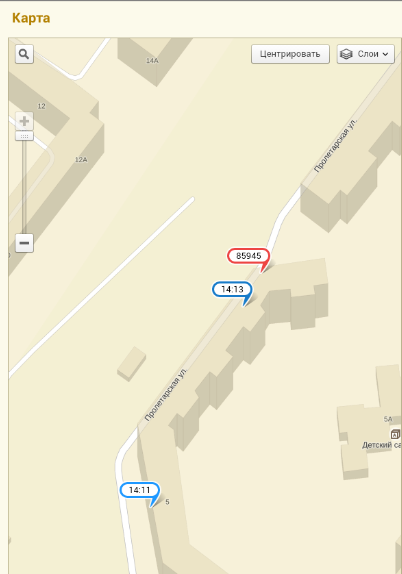 Карта
Центрировать
Слои
14А
12
12А
Пролетарская ул.
85945
14:13
Пролетарская ул.
5А
Детский са
14:11
5